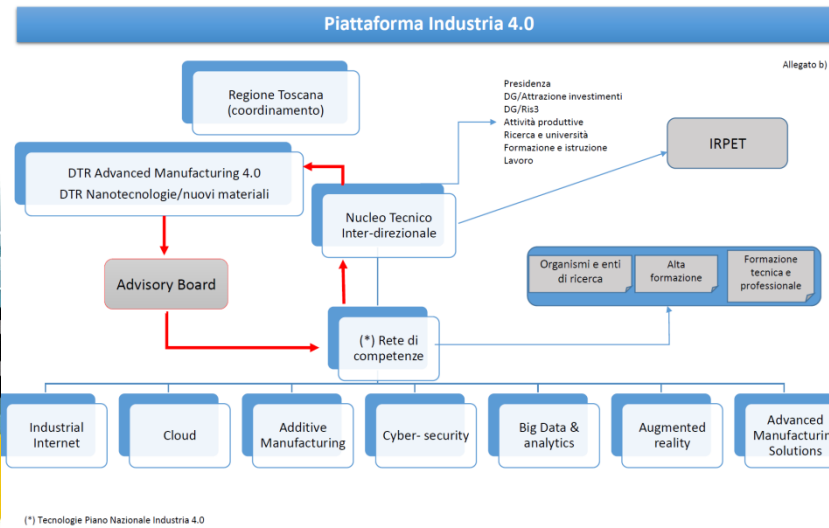 Piattaforma Industria 4.0
Allegato b)
Regione Toscana
(coordinamento)
Presidenza
DG/Attrazione investimenti
DG/Ris3
Attività produttive
Ricerca e università
Formazione e istruzione
Lavoro
IRPET
DTR Advanced Manufacturing 4.0
DTR Nanotecnologie/nuovi materiali
Nucleo Tecnico
Inter-direzionale
Advisory Board
Organismi e enti
di ricerca
Alta
formazione
Formazione
tecnica e
professionale
(*) Rete di
competenze
Industrial
Internet
Cloud
Additive
Manufacturing
Cyber- security
Big Data &
analytics
Augmented
reality
Advanced
Manufacturing
Solutions
(*) Tecnologie Piano Nazionale Industria 4.0